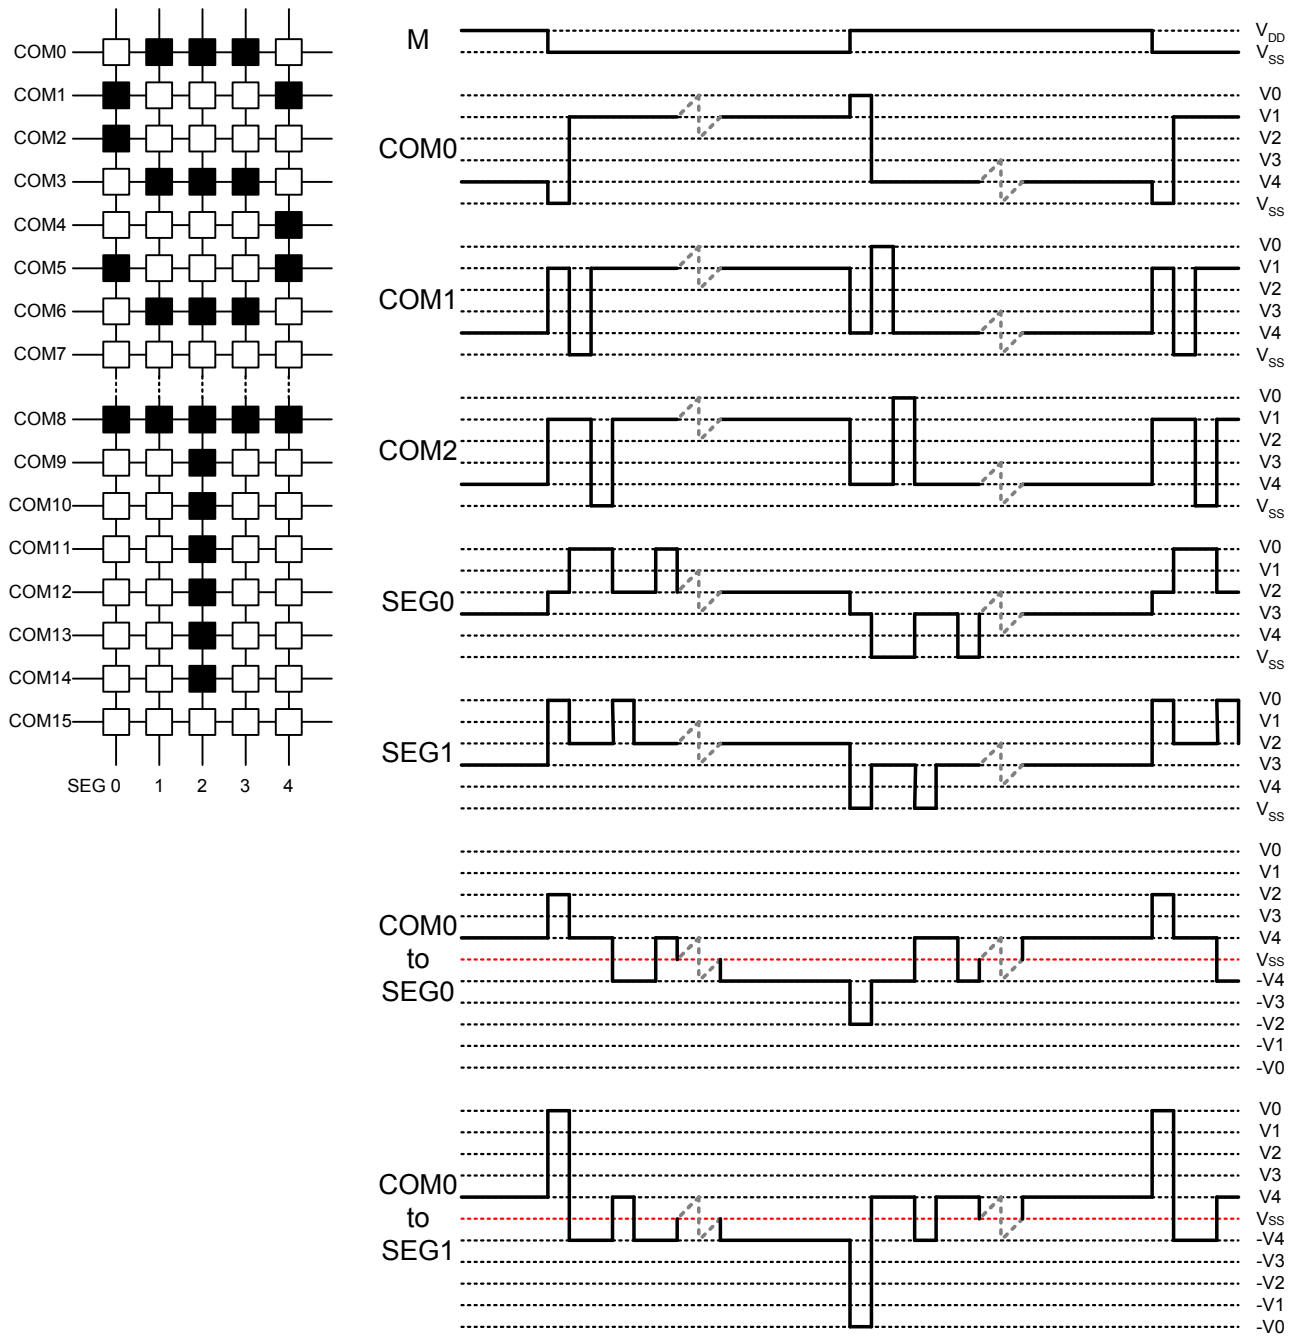 COM0
COM1
COM2
COM3
COM4
COM5
COM6
COM7
COM8
COM9
COM10
COM11
COM12
COM13
COM14
COM15
SEG 0 1 2 3 4
M
VDD
VSS
COM0
V0
V1
V2
V3
V4
VSS
COM1
V0
V1
V2
V3
V4
VSS
COM2
V0
V1
V2
V3
V4
VSS
SEG0
V0
V1
V2
V3
V4
VSS
SEG1
V0
V1
V2
V3
V4
VSS
COM0
to
SEG0
V0
V1
V2
V3
V4
VSS
-V4
-V3
-V2
-V1
-V0
COM0
to
SEG1
V0
V1
V2
V3
V4
VSS
-V4
-V3
-V2
-V1
-V0